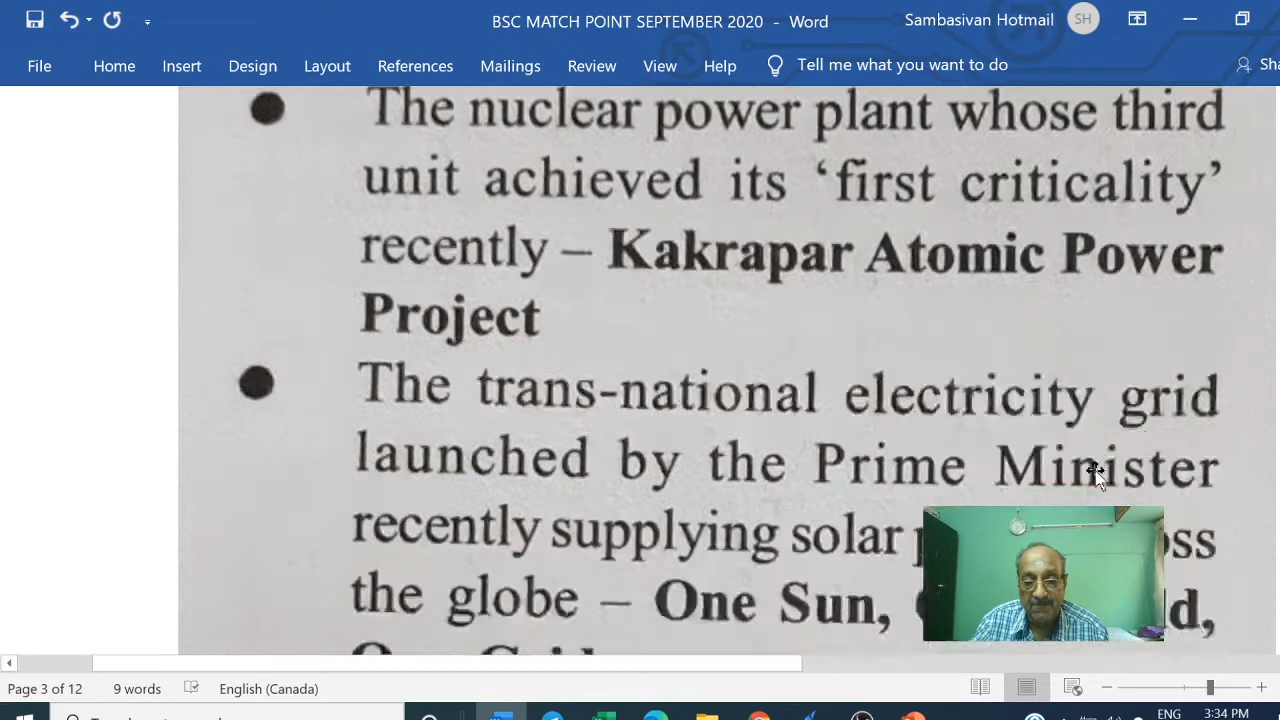 BSC MATCH POINT SEPTEMBER 2020 - Word
Sambasivan Hotmail SH
File Home Insert Design Layout References Mailings Review View Help Tell me what you want to do
The nuclear power plant whose third
unit achieved its ‘first criticality’
recently – Kakrapar Atomic Power
Project
The trans-national electricity grid
launched by the Prime Minister
recently supplying solar
the globe – One Sun,
Page 3 of 12 9 words English (Canada)
ENG 3:34 PM